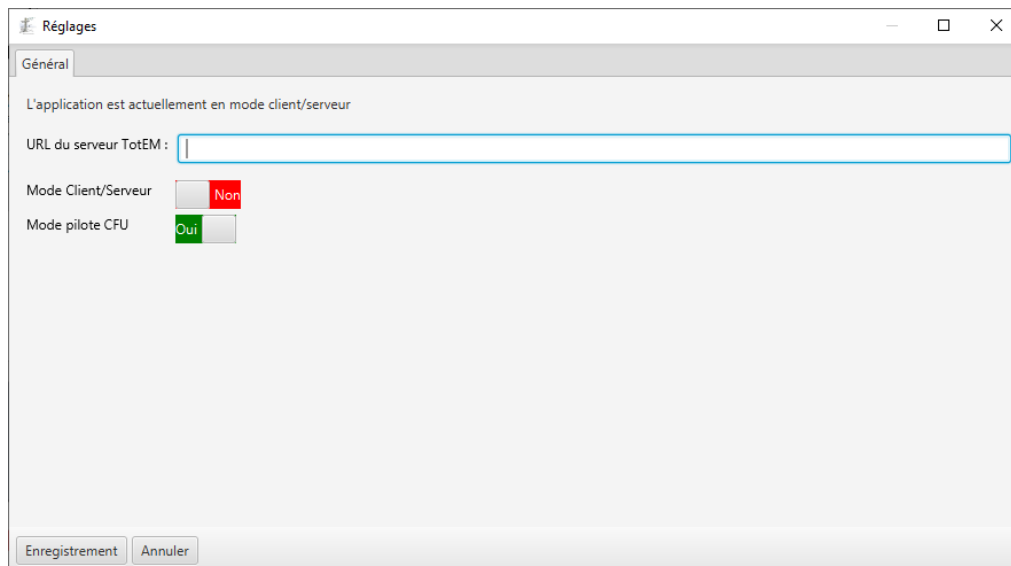 Réglages
Général
L'application est actuellement en mode client/serveur
URL du serveur TotEM :
Mode Client/Serveur Non
Mode pilote CFU Oui
Enregistrement Annuler